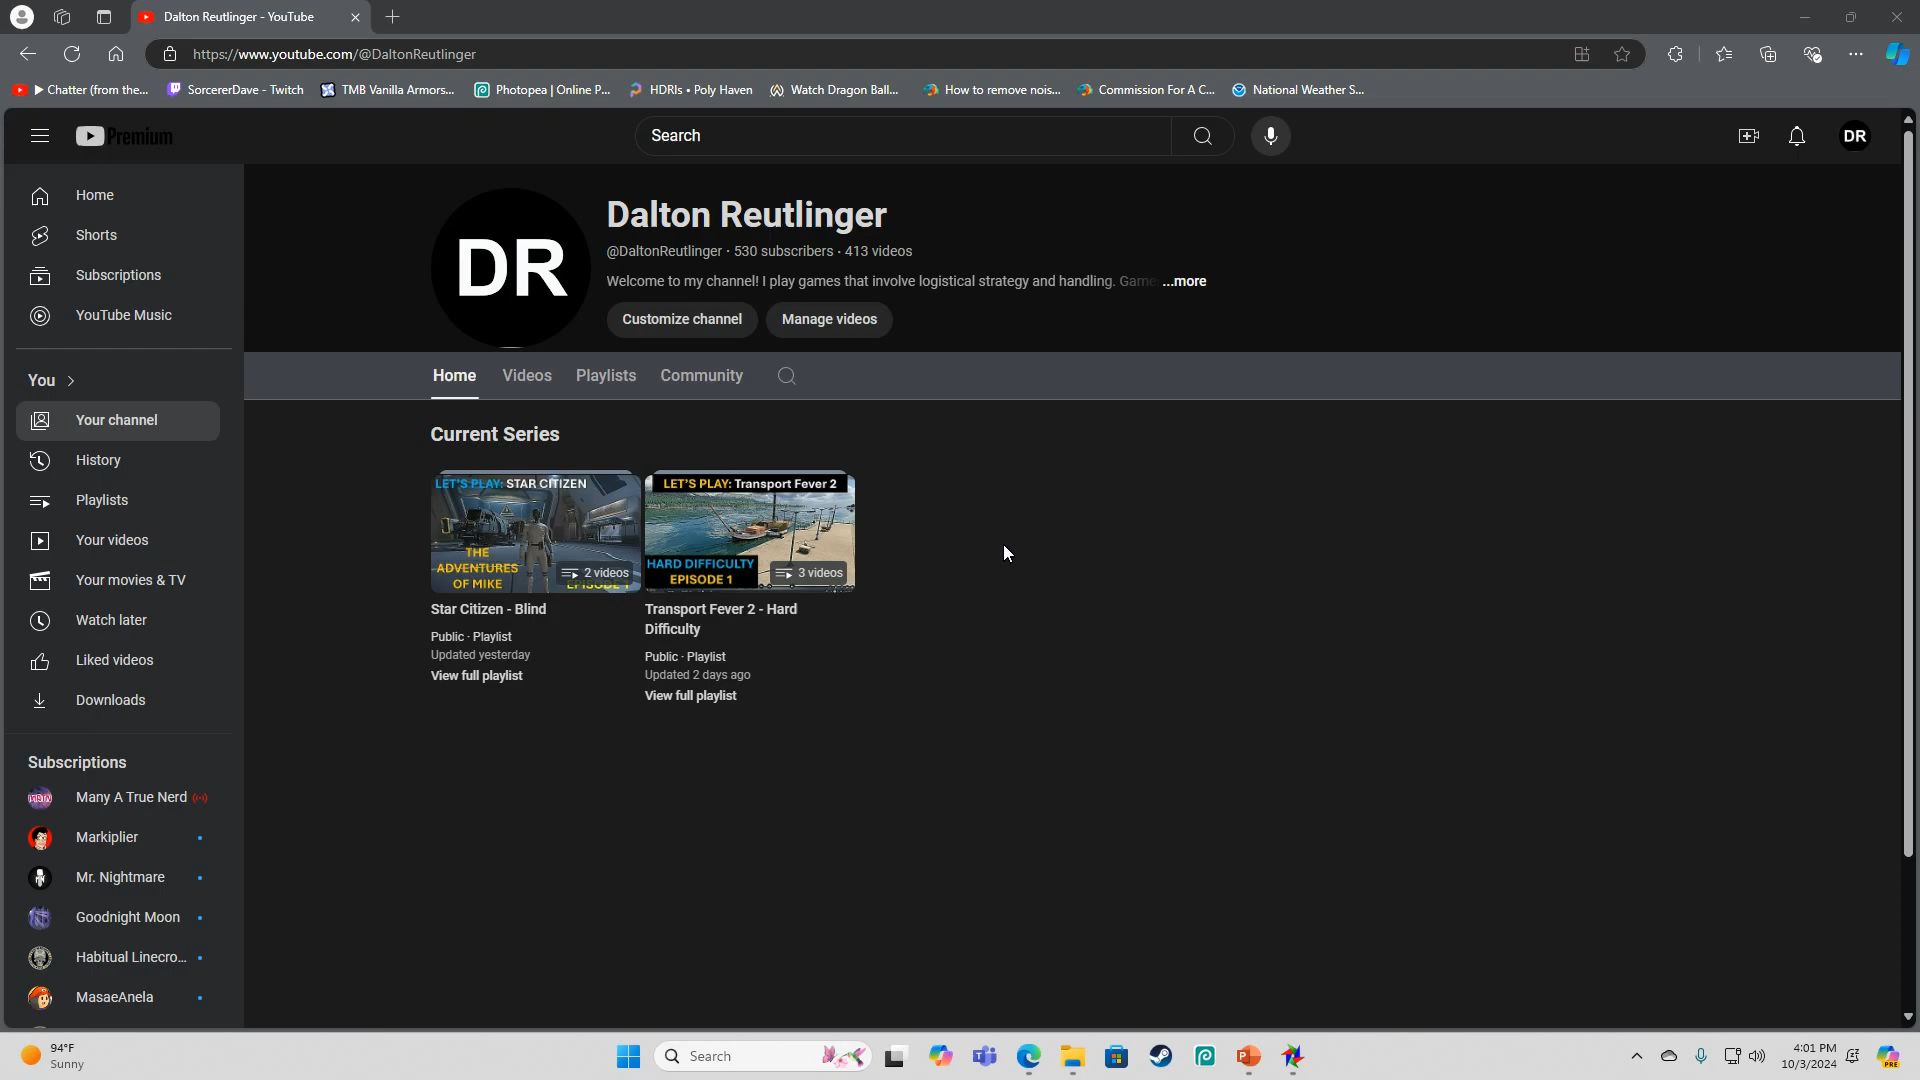 Dalton Reutlinger - YouTube
https://www.youtube.com/@DaltonReutlinger
Chatter (from the...
SorcererDave - Twitch
TMB Vanilla Armors...
Photopea | Online P...
HDRIs • Poly Haven
Watch Dragon Ball...
How to remove nois...
Commission For A C...
National Weather S...
Premium
Search
DR
Home
Shorts
Subscriptions
YouTube Music
You
Your channel
History
Playlists
Your videos
Your movies & TV
Watch later
Liked videos
Downloads
Subscriptions
Many A True Nerd
Markiplier
Mr. Nightmare
Goodnight Moon
Habitual Linecro...
MasaeAnela
DR
Dalton Reutlinger
@DaltonReutlinger · 530 subscribers · 413 videos
Welcome to my channel! I play games that involve logistical strategy and handling. Game ...more
Customize channel
Manage videos
Home
Videos
Playlists
Community
Current Series
LET'S PLAY: STAR CITIZEN
THE
ADVENTURES
OF MIKE
2 videos
Star Citizen - Blind
Public · Playlist
Updated yesterday
View full playlist
LET'S PLAY: Transport Fever 2
HARD DIFFICULTY
EPISODE 1
3 videos
Transport Fever 2 - Hard
Difficulty
Public · Playlist
Updated 2 days ago
View full playlist
94°F
Sunny
Search
4:01 PM
10/3/2024
PRE